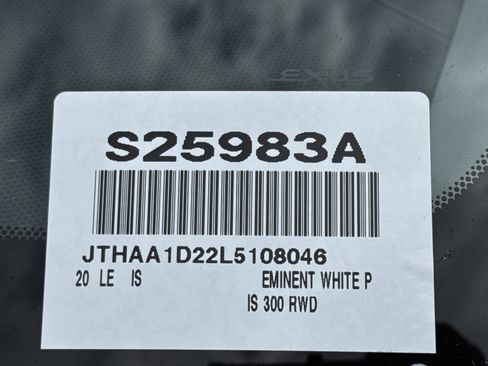 S25983A
JTHAA1D22L5108046
20 LE IS EMINENT WHITE P
IS 300 RWD